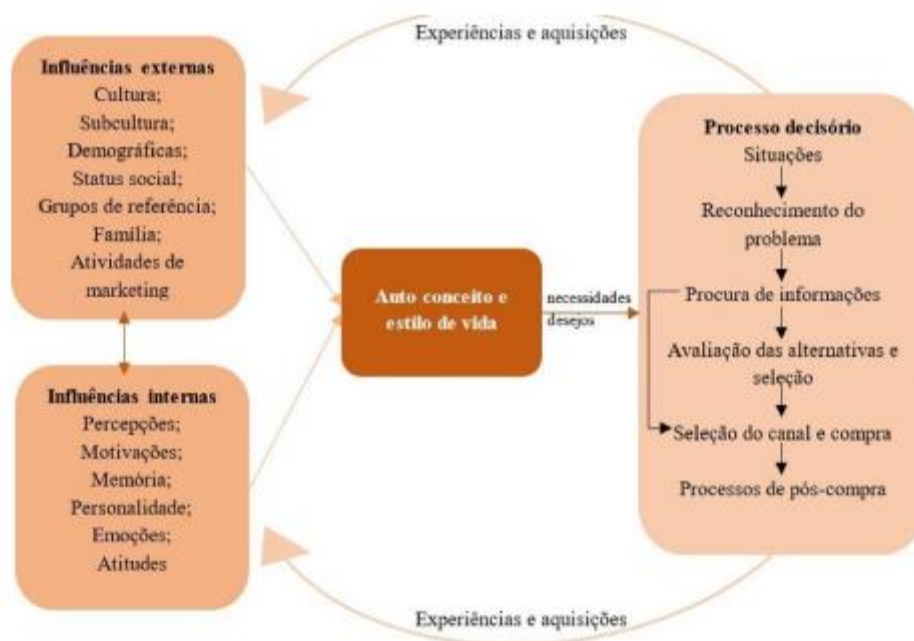 Experiências e aquisições
Influências externas
Cultura;
Subcultura;
Demográficas;
Status social;
Grupos de referência;
Família;
Atividades de
marketing
Influências internas
Percepções;
Motivações;
Memória;
Personalidade;
Emoções;
Atitudes
Auto conceito e
estilo de vida
necessidades
desejos
Processo decisório
Situações
Reconhecimento do
problema
Procura de informações
Avaliação das alternativas e
seleção
Seleção do canal e compra
Processos de pós-compra
Experiências e aquisições